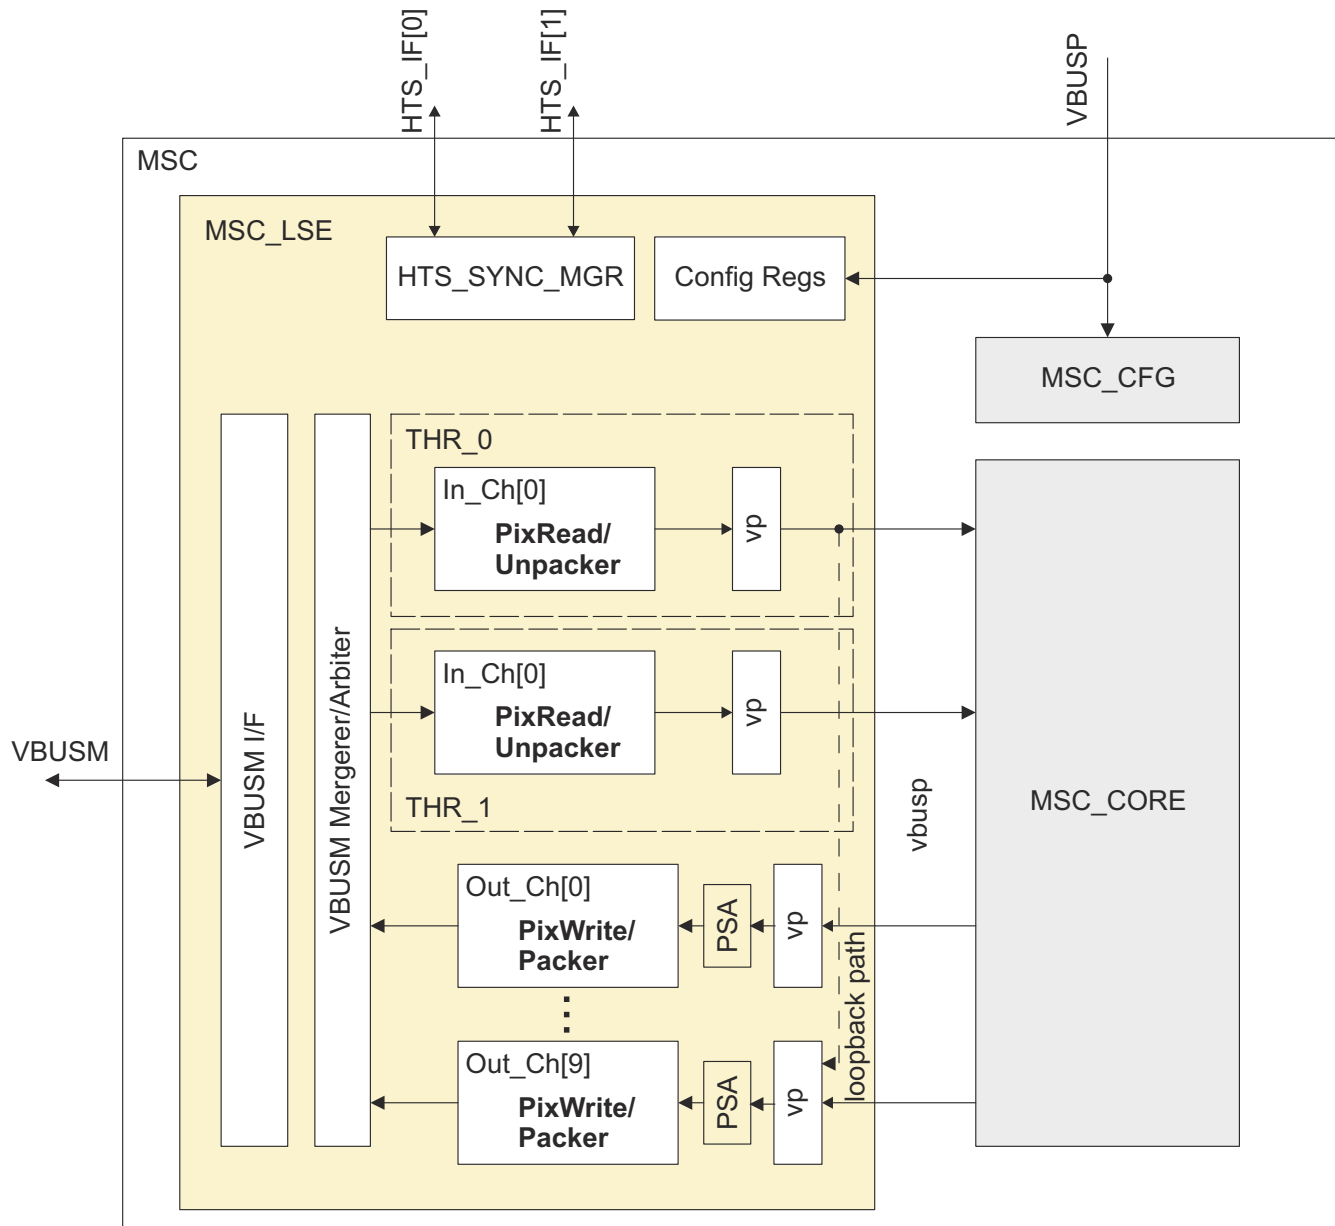 HTS_IF[0]
HTS_IF[1]
VBUSP
MSC
MSC_LSE
HTS_SYNC_MGR
Config Regs
MSC_CFG
THR_0
In_Ch[0]
PixRead/
Unpacker
vp
In_Ch[0]
PixRead/
Unpacker
vp
THR_1
VBUSM
VBUSM I/F
VBUSM Mergerer/Arbiter
vbusp
MSC_CORE
Out_Ch[0]
PixWrite/
Packer
PSA
vp
loopback path
Out_Ch[9]
PixWrite/
Packer
PSA
vp